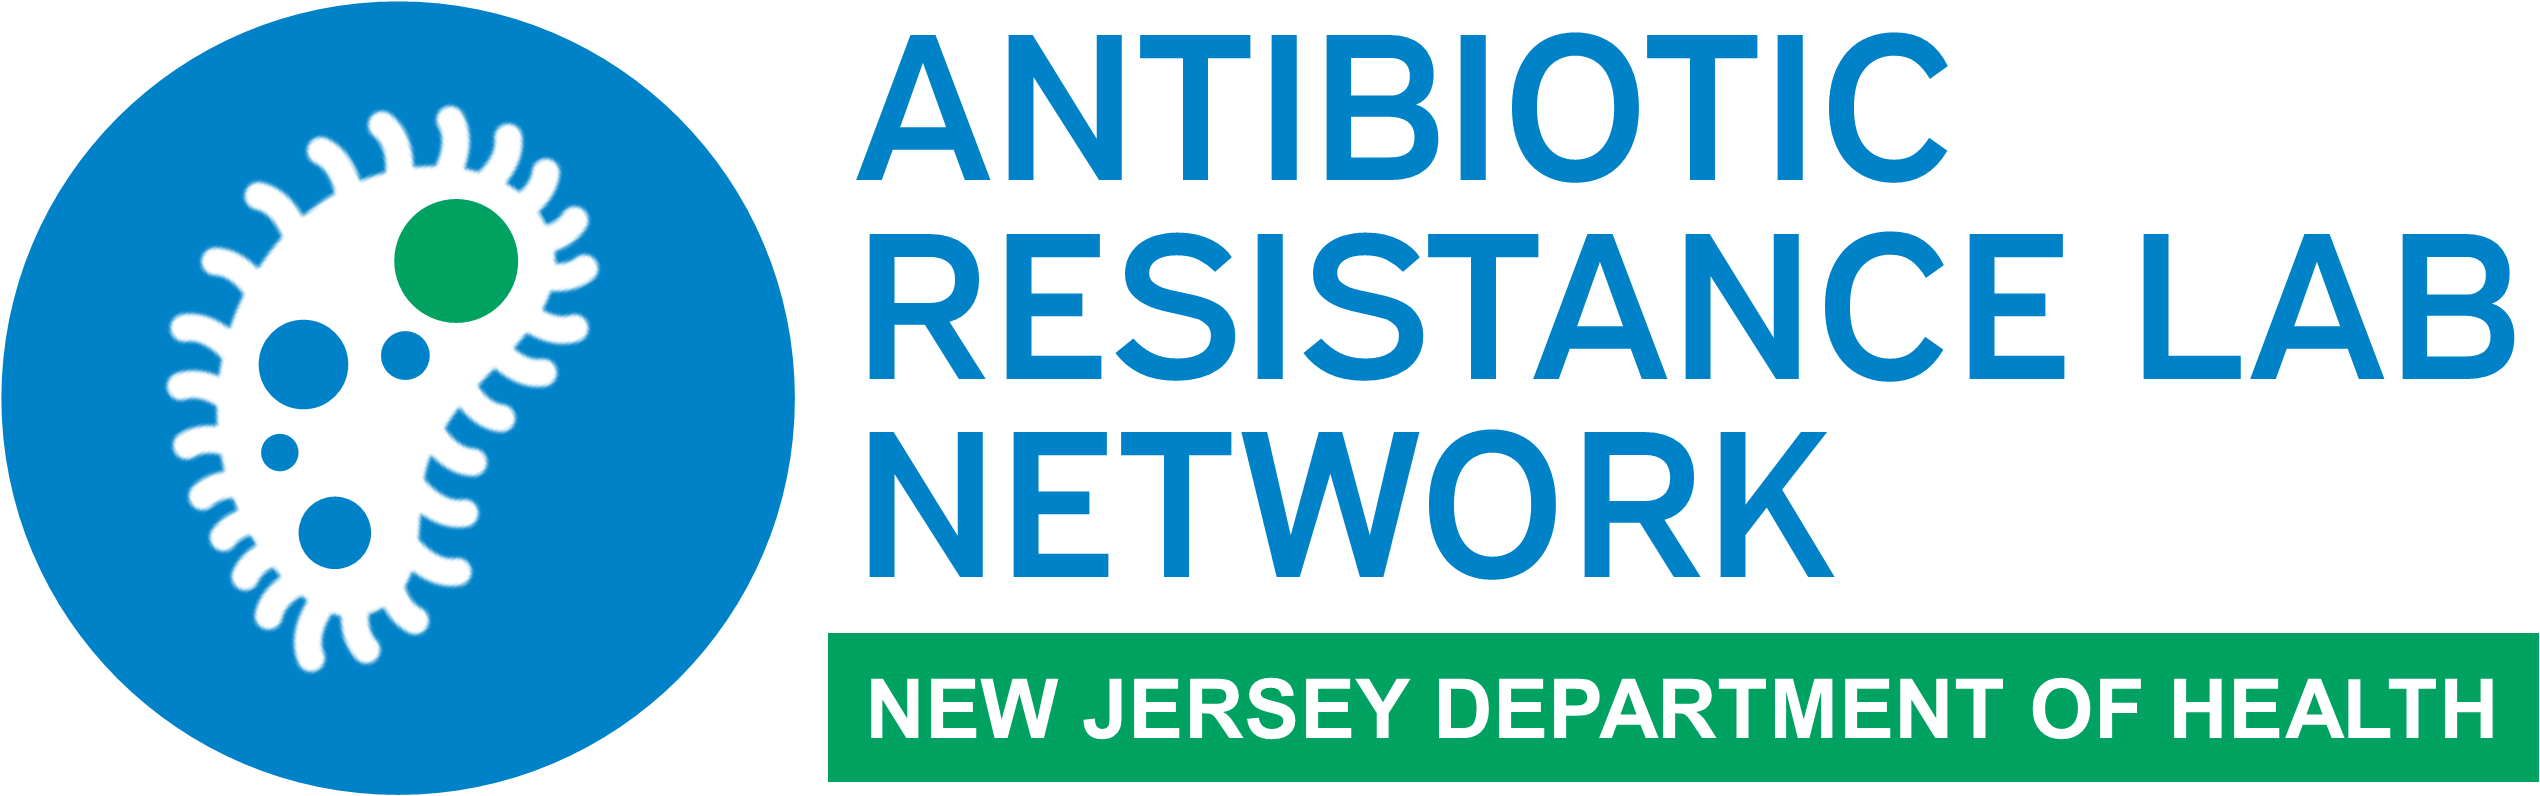 ANTIBIOTIC
RESISTANCE LAB
NETWORK
NEW JERSEY DEPARTMENT OF HEALTH